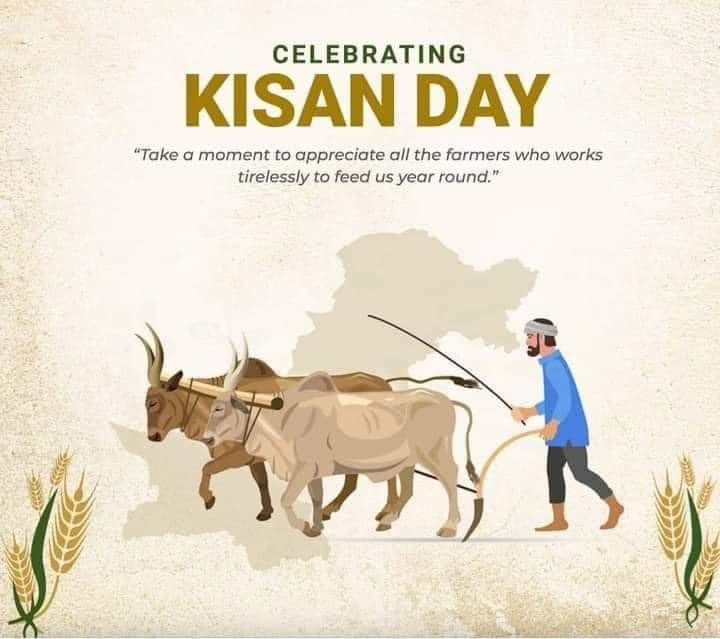 CELEBRATING
KISAN DAY
“Take a moment to appreciate all the farmers who works
tirelessly to feed us year round.”